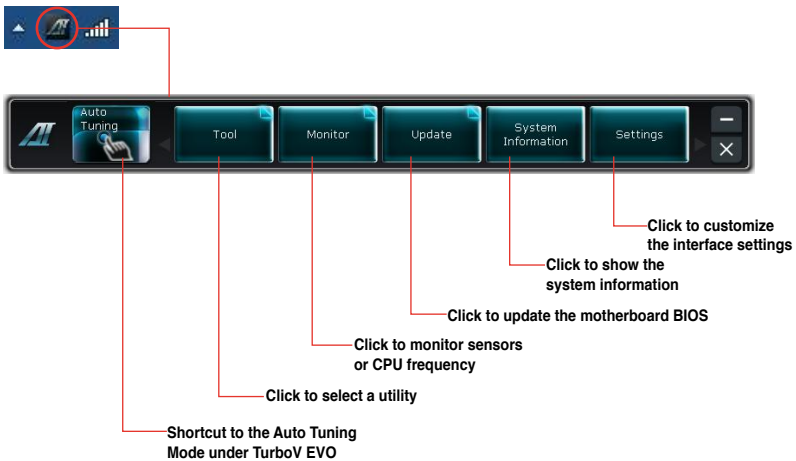 Auto
Tuning
Tool
Monitor
Update
System
Information
Settings
Click to customize
the interface settings
Click to show the
system information
Click to update the motherboard BIOS
Click to monitor sensors
or CPU frequency
Click to select a utility
Shortcut to the Auto Tuning
Mode under TurboV EVO